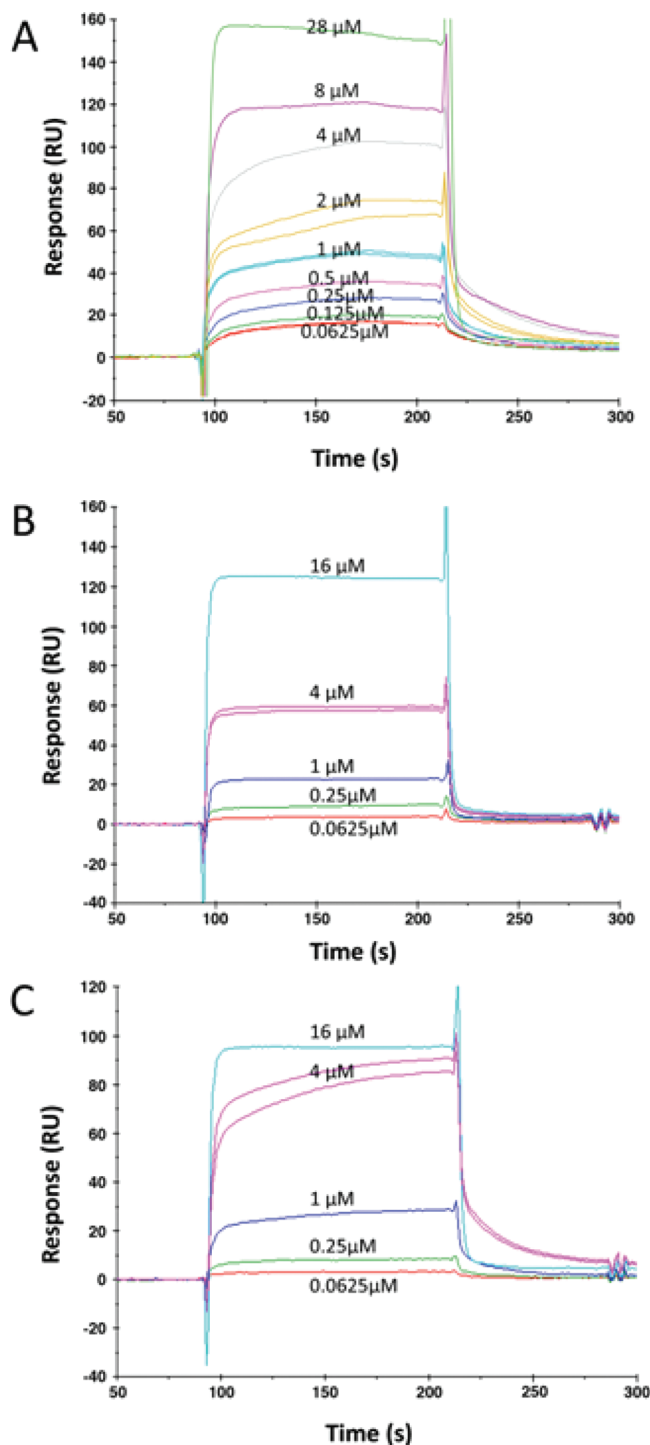 A
160
140
120
100
80
60
40
20
0
-20
Response (RU)
28 µM
8 µM
4 µM
2 µM
1 µM
0.5 µM
0.25µM
0.125µM
0.0625µM
50 100 150 200 250 300
Time (s)
B
160
140
120
100
80
60
40
20
0
-20
-40
Response (RU)
16 µM
4 µM
1 µM
0.25µM
0.0625µM
50 100 150 200 250 300
Time (s)
C
120
100
80
60
40
20
0
-20
-40
Response (RU)
16 µM
4 µM
1 µM
0.25µM
0.0625µM
50 100 150 200 250 300
Time (s)